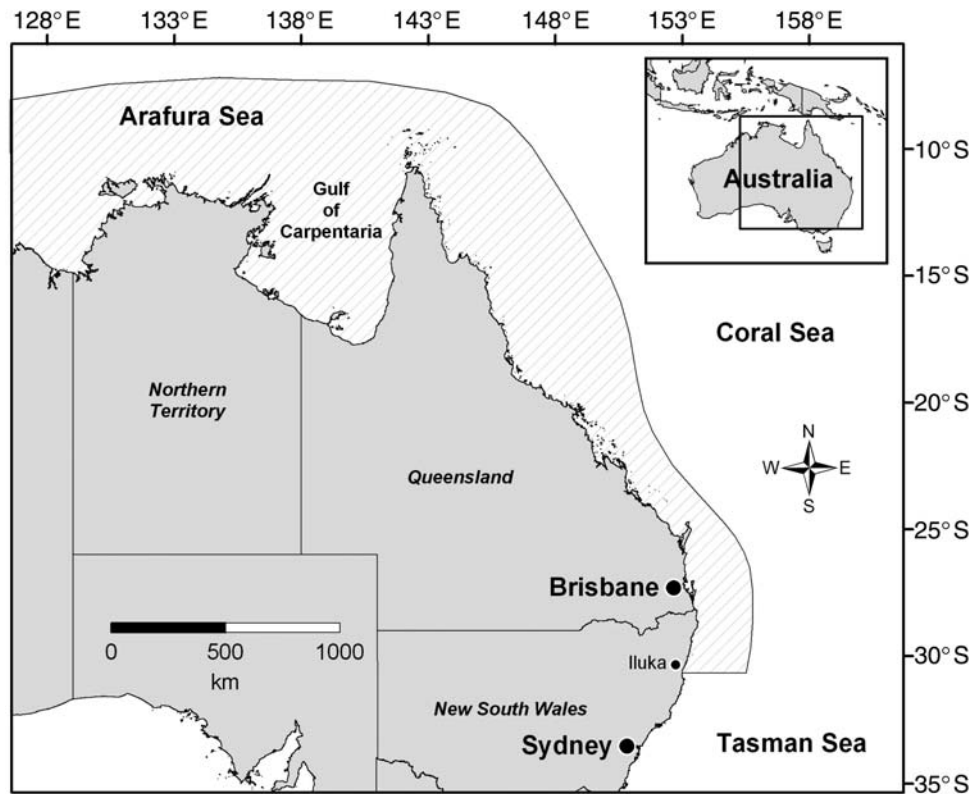 128°E 133°E 138°E 143°E 148°E 153°E 158°E
Arafura Sea
Gulf
of
Carpentaria
Australia
10°S
15°S
Coral Sea
20°S
Northern
Territory
N
W E
S
Queensland
25°S
Brisbane
0 500 1000
km
Iluka
30°S
New South Wales
Sydney
Tasman Sea
35°S